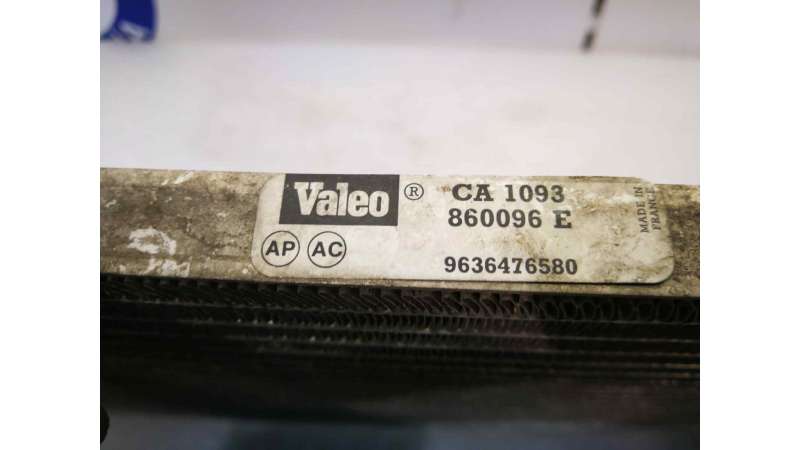 Valeo ® CA 1093
860096 E
MADE IN
FRANCE
AP AC
9636476580